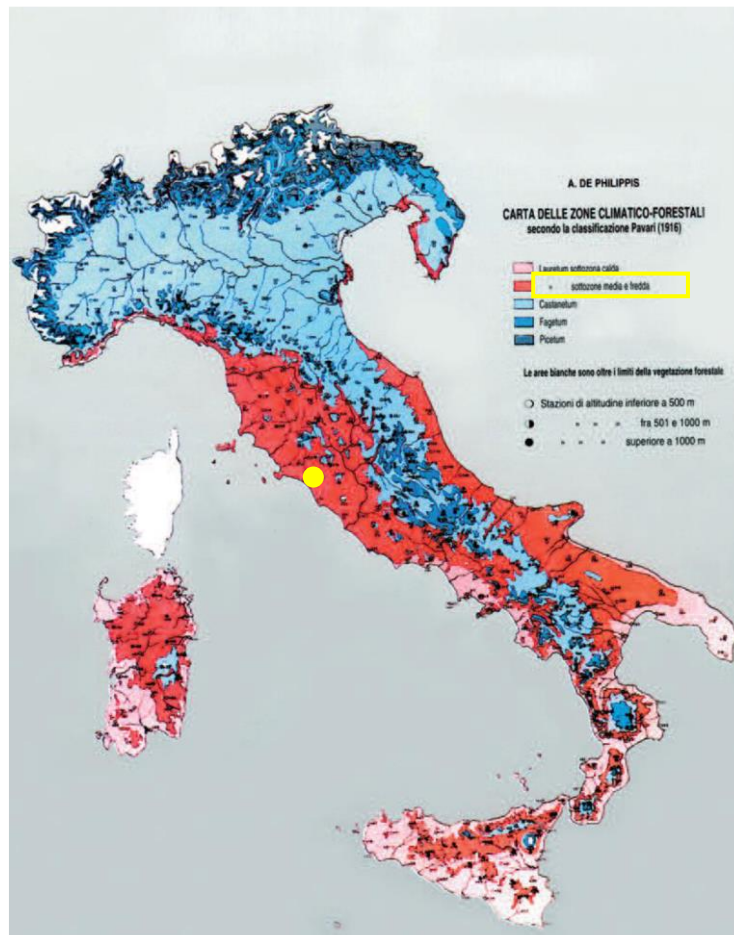 A. DE PHILIPPIS
CARTA DELLE ZONE CLIMATICO-FORESTALI
secondo la classificazione Pavari (1916)
Lauretum sottozona calda
" sottozone media e fredda
Castanetum
Fagetum
Picetum
Le aree bianche sono oltre i limiti della vegetazione forestale
Stazioni di altitudine inferiore a 500 m
" " " " fra 501 e 1000 m
" " " " superiore a 1000 m